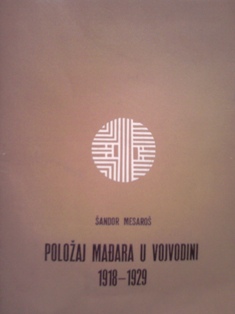 ŠANDOR MESAROŠ
POLOŽAJ MAĐARA U VOJVODINI
1918–1929